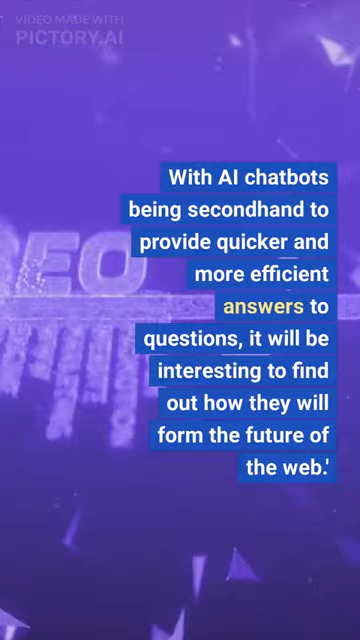 VIDEO MADE WITH
PICTORY.AI
With AI chatbots
being secondhand to
provide quicker and
more efficient
answers to
questions, it will be
interesting to find
out how they will
form the future of
the web.'